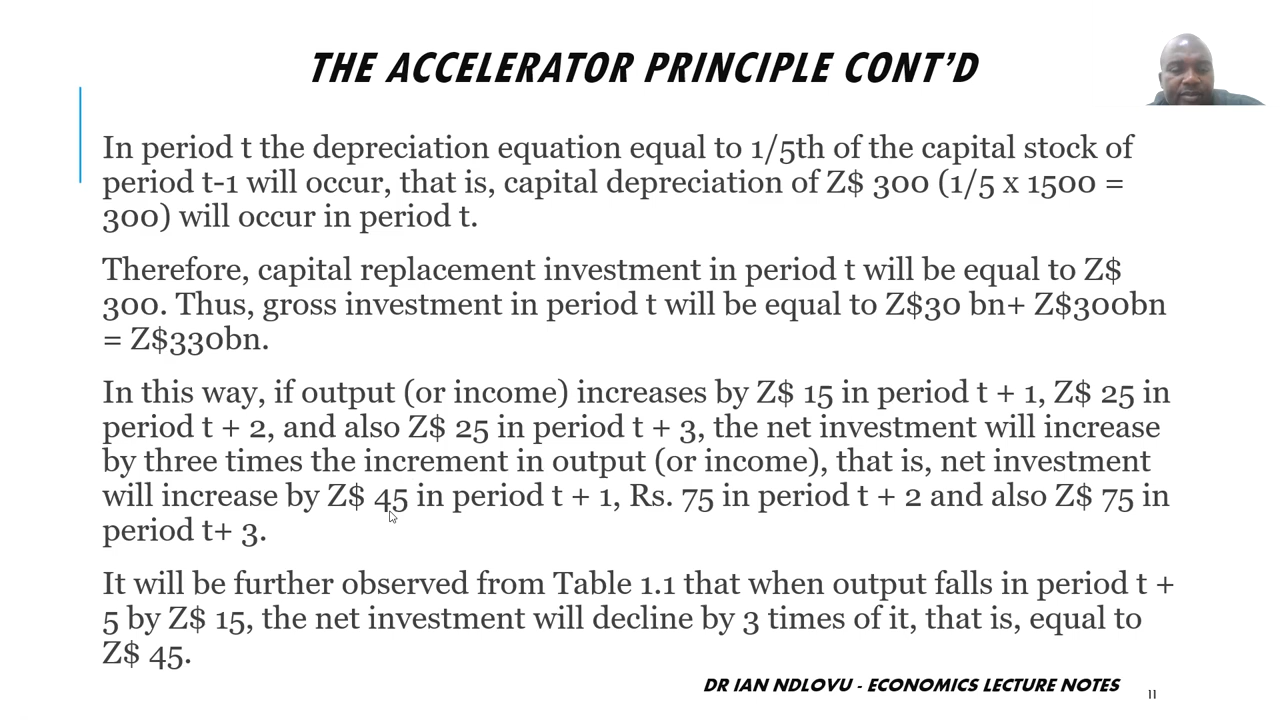 THE ACCELERATOR PRINCIPLE CONT'D
In period t the depreciation equation equal to 1/5th of the capital stock of
period t-1 will occur, that is, capital depreciation of Z$ 300 (1/5 x 1500 =
300) will occur in period t.
Therefore, capital replacement investment in period t will be equal to Z$
300. Thus, gross investment in period t will be equal to Z$30 bn+ Z$300bn
= Z$330bn.
In this way, if output (or income) increases by Z$ 15 in period t + 1, Z$ 25 in
period t + 2, and also Z$ 25 in period t + 3, the net investment will increase
by three times the increment in output (or income), that is, net investment
will increase by Z$ 45 in period t + 1, Rs. 75 in period t + 2 and also Z$ 75 in
period t+ 3.
It will be further observed from Table 1.1 that when output falls in period t +
5 by Z$ 15, the net investment will decline by 3 times of it, that is, equal to
Z$ 45.
DR IAN NDLOVU - ECONOMICS LECTURE NOTES
11